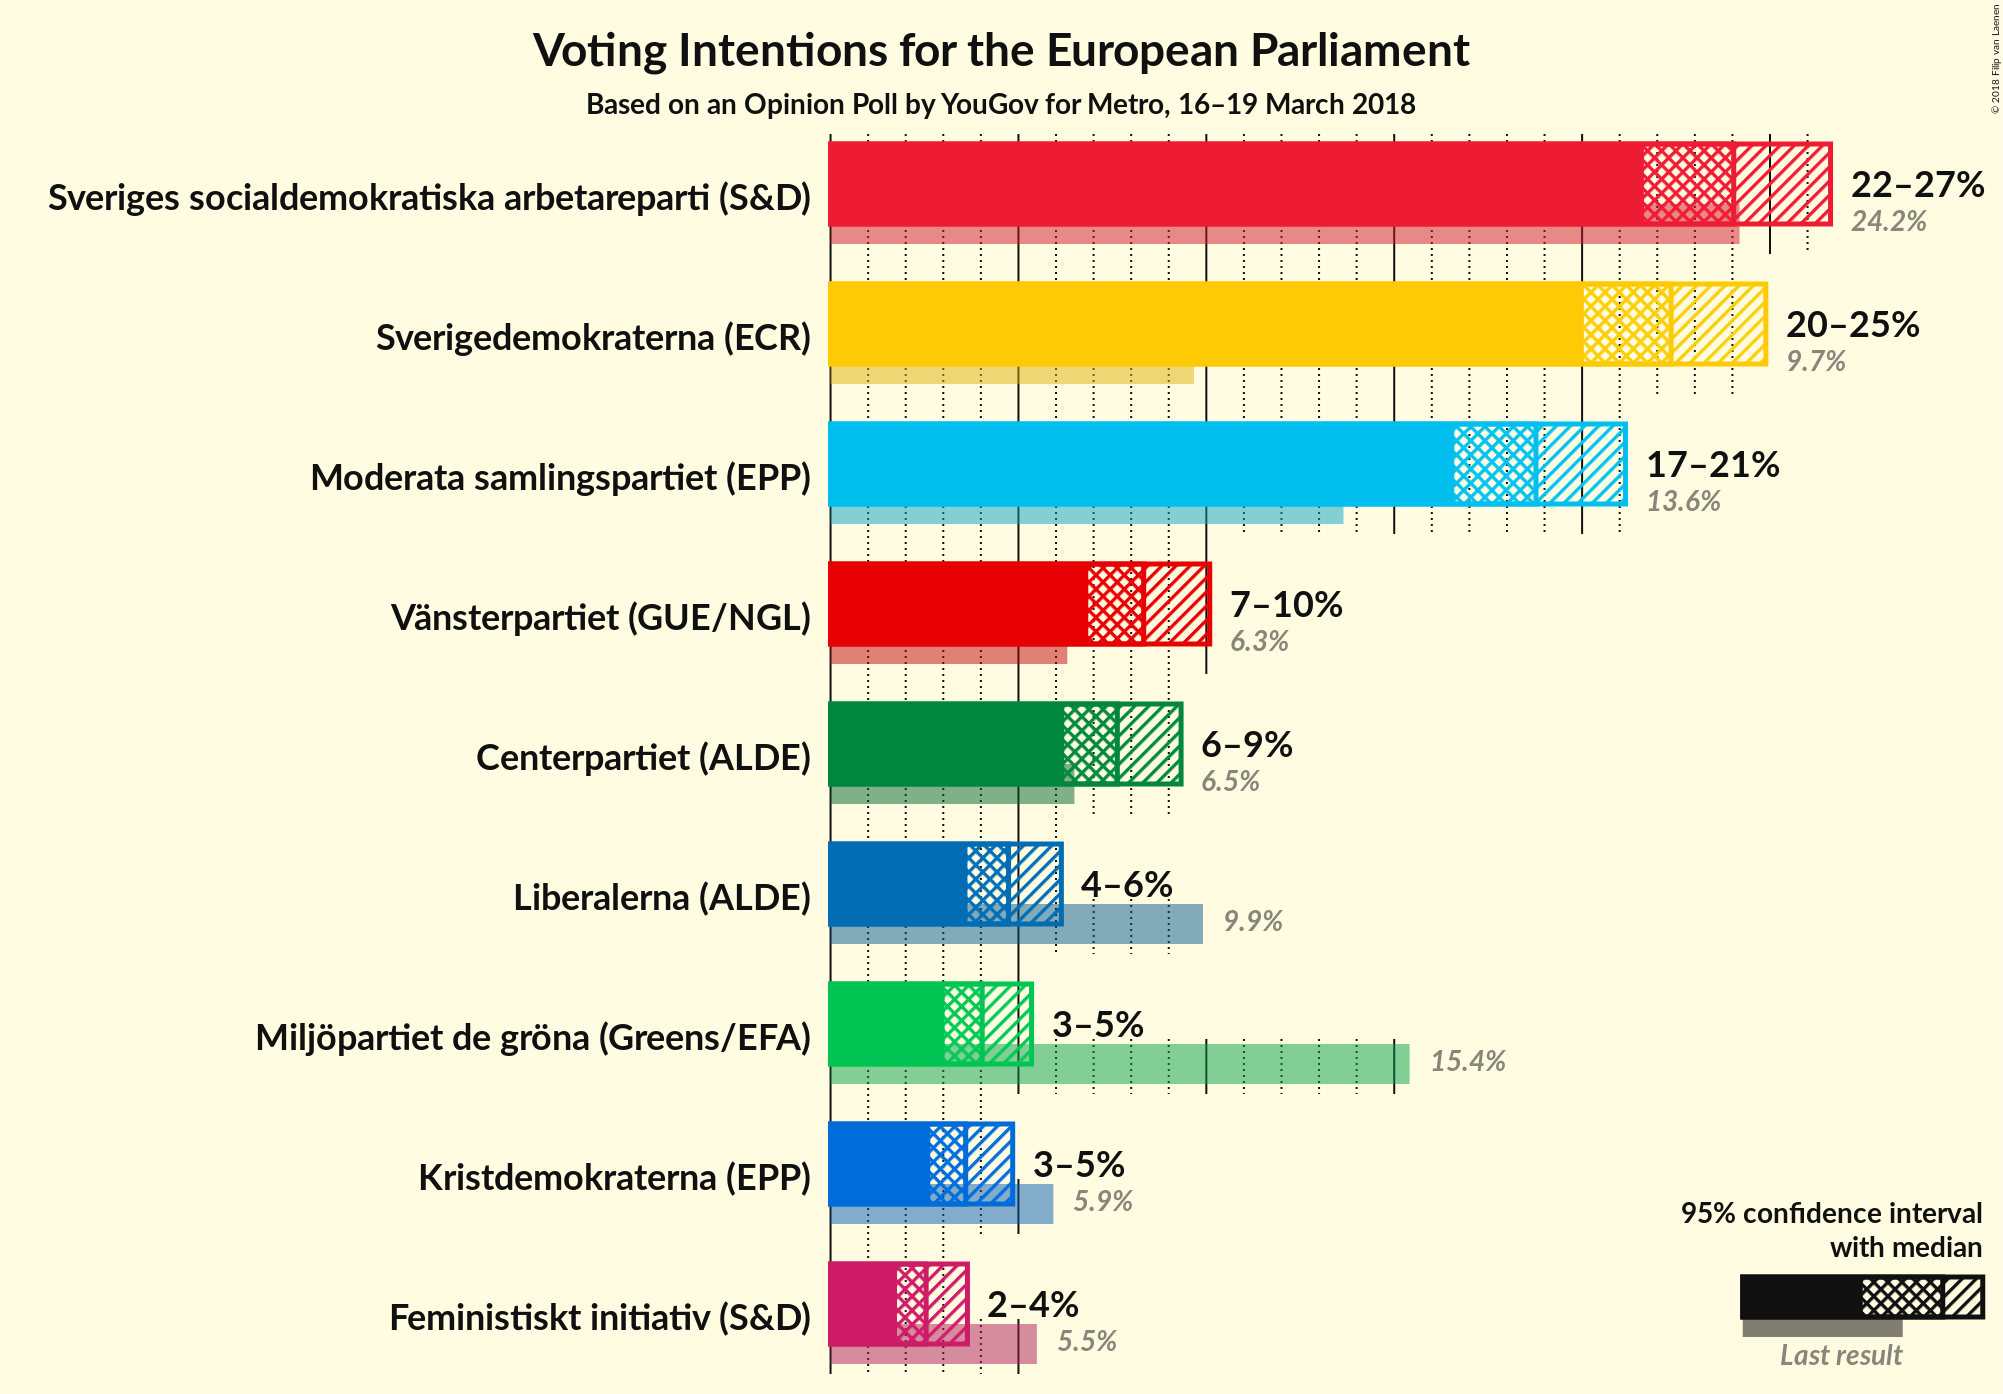 Voting Intentions for the European Parliament
Based on an Opinion Poll by YouGov for Metro, 16–19 March 2018
© 2018 Filip van Laenen
Sveriges socialdemokratiska arbetareparti (S&D)
22–27%
24.2%
Sverigedemokraterna (ECR)
20–25%
9.7%
Moderata samlingspartiet (EPP)
17–21%
13.6%
Vänsterpartiet (GUE/NGL)
7–10%
6.3%
Centerpartiet (ALDE)
6–9%
6.5%
Liberalerna (ALDE)
4–6%
9.9%
Miljöpartiet de gröna (Greens/EFA)
3–5%
15.4%
Kristdemokraterna (EPP)
3–5%
5.9%
Feministiskt initiativ (S&D)
2–4%
5.5%
95% confidence interval
with median
Last result